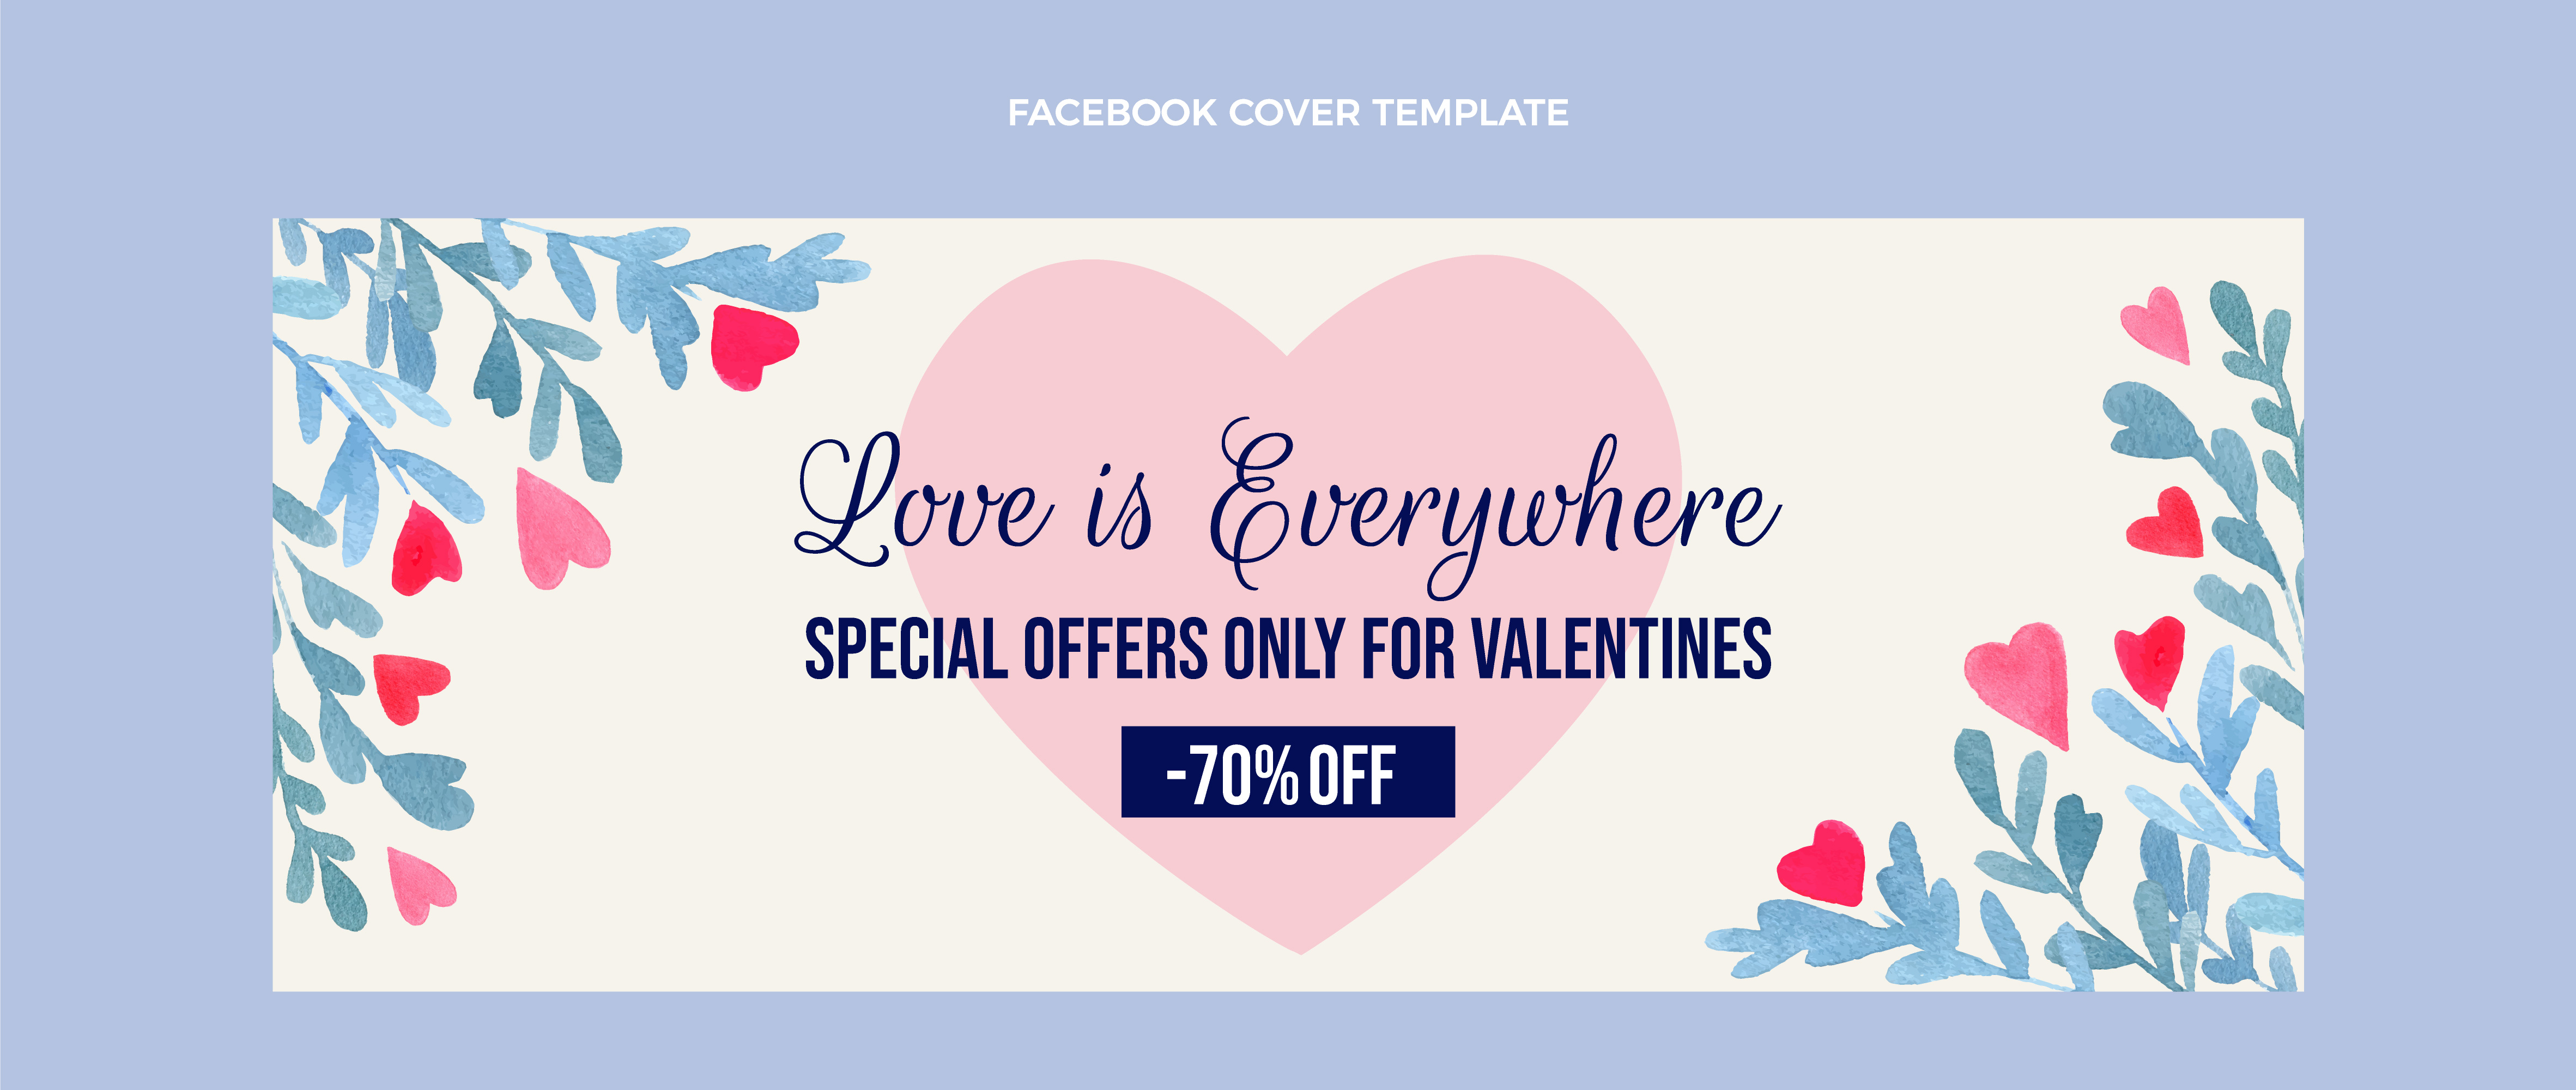 FACEBOOK COVER TEMPLATE
Love is Everywhere
SPECIAL OFFERS ONLY FOR VALENTINES
-70% OFF